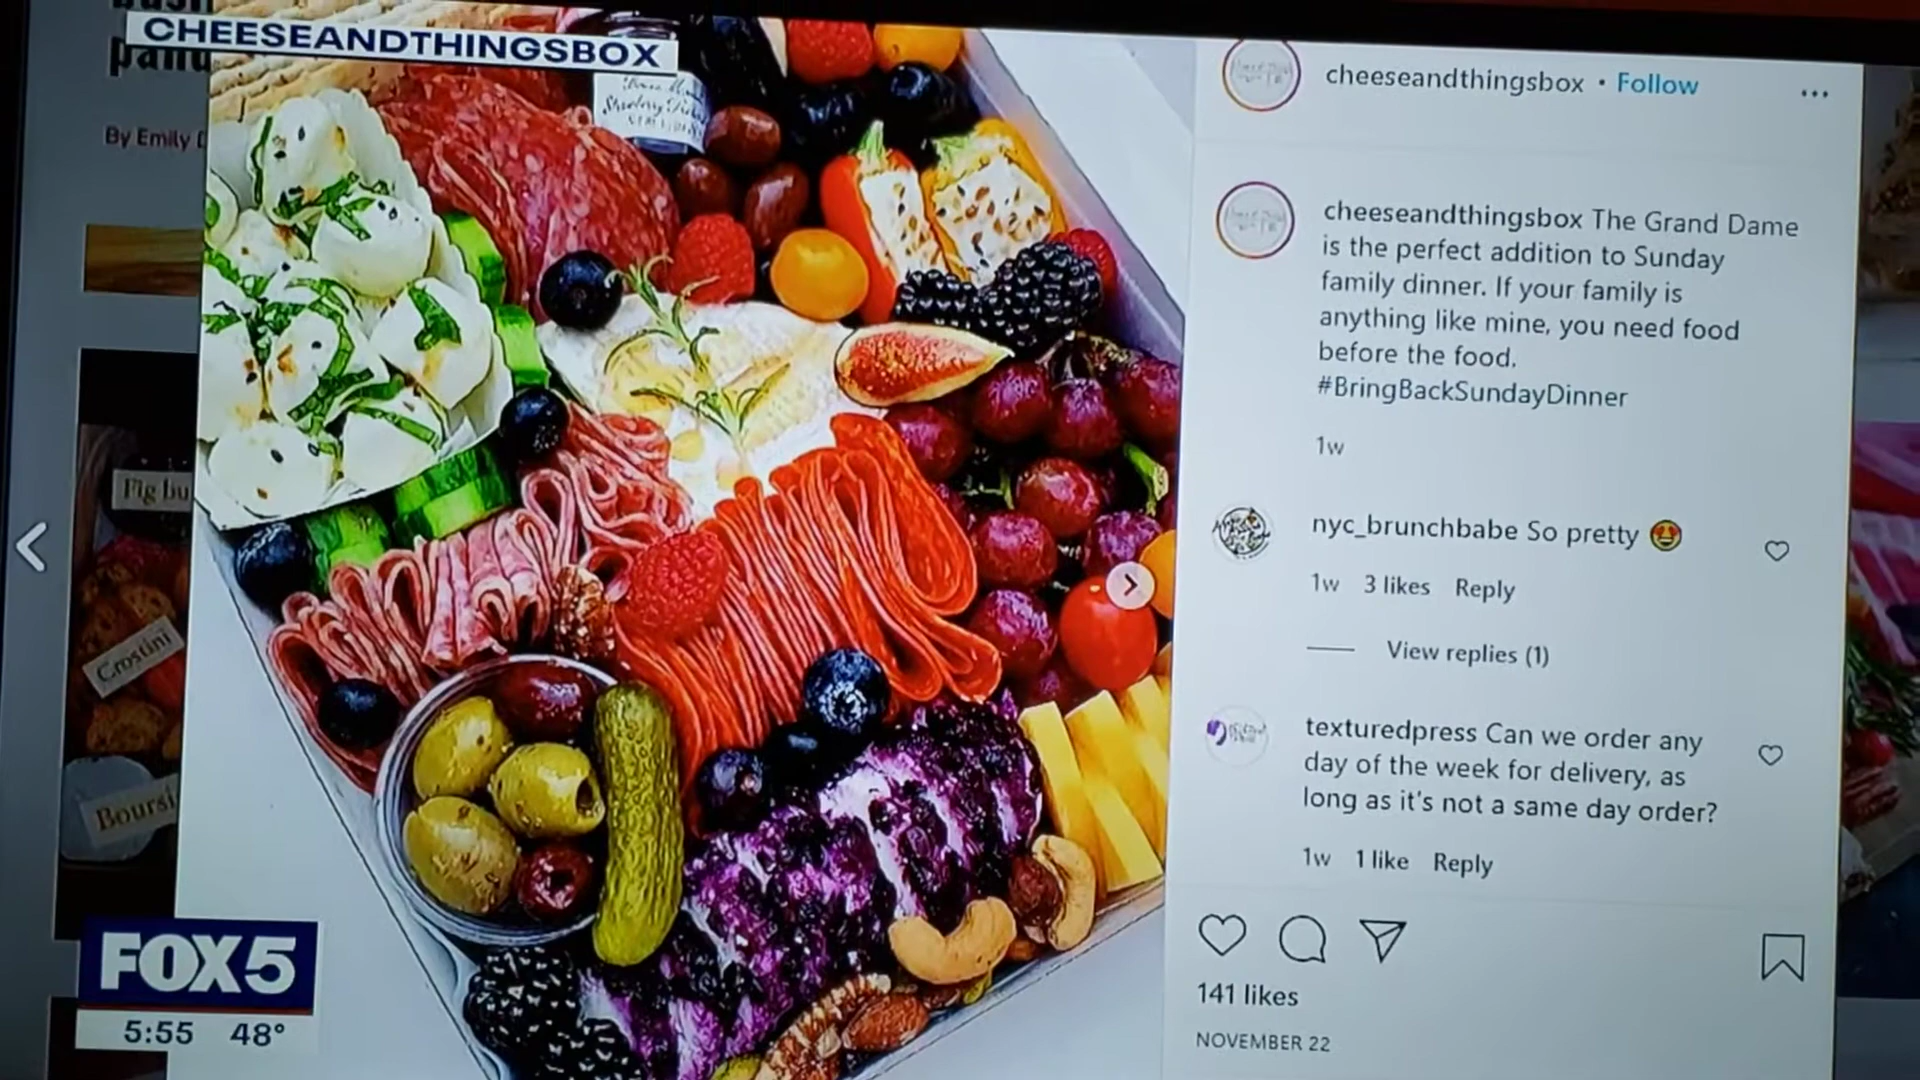 CHEESEANDTHINGSBOX
By Emily
Fig bu
Crostini
Boursi
cheeseandthingsbox • Follow
cheeseandthingsbox The Grand Dame
is the perfect addition to Sunday
family dinner. If your family is
anything like mine, you need food
before the food.
#BringBackSundayDinner
1w
nyc_brunchbabe So pretty 🤩
1w 3 likes Reply
View replies (1)
texturedpress Can we order any
day of the week for delivery, as
long as it's not a same day order?
1w 1 like Reply
141 likes
NOVEMBER 22
FOX5
5:55 48°